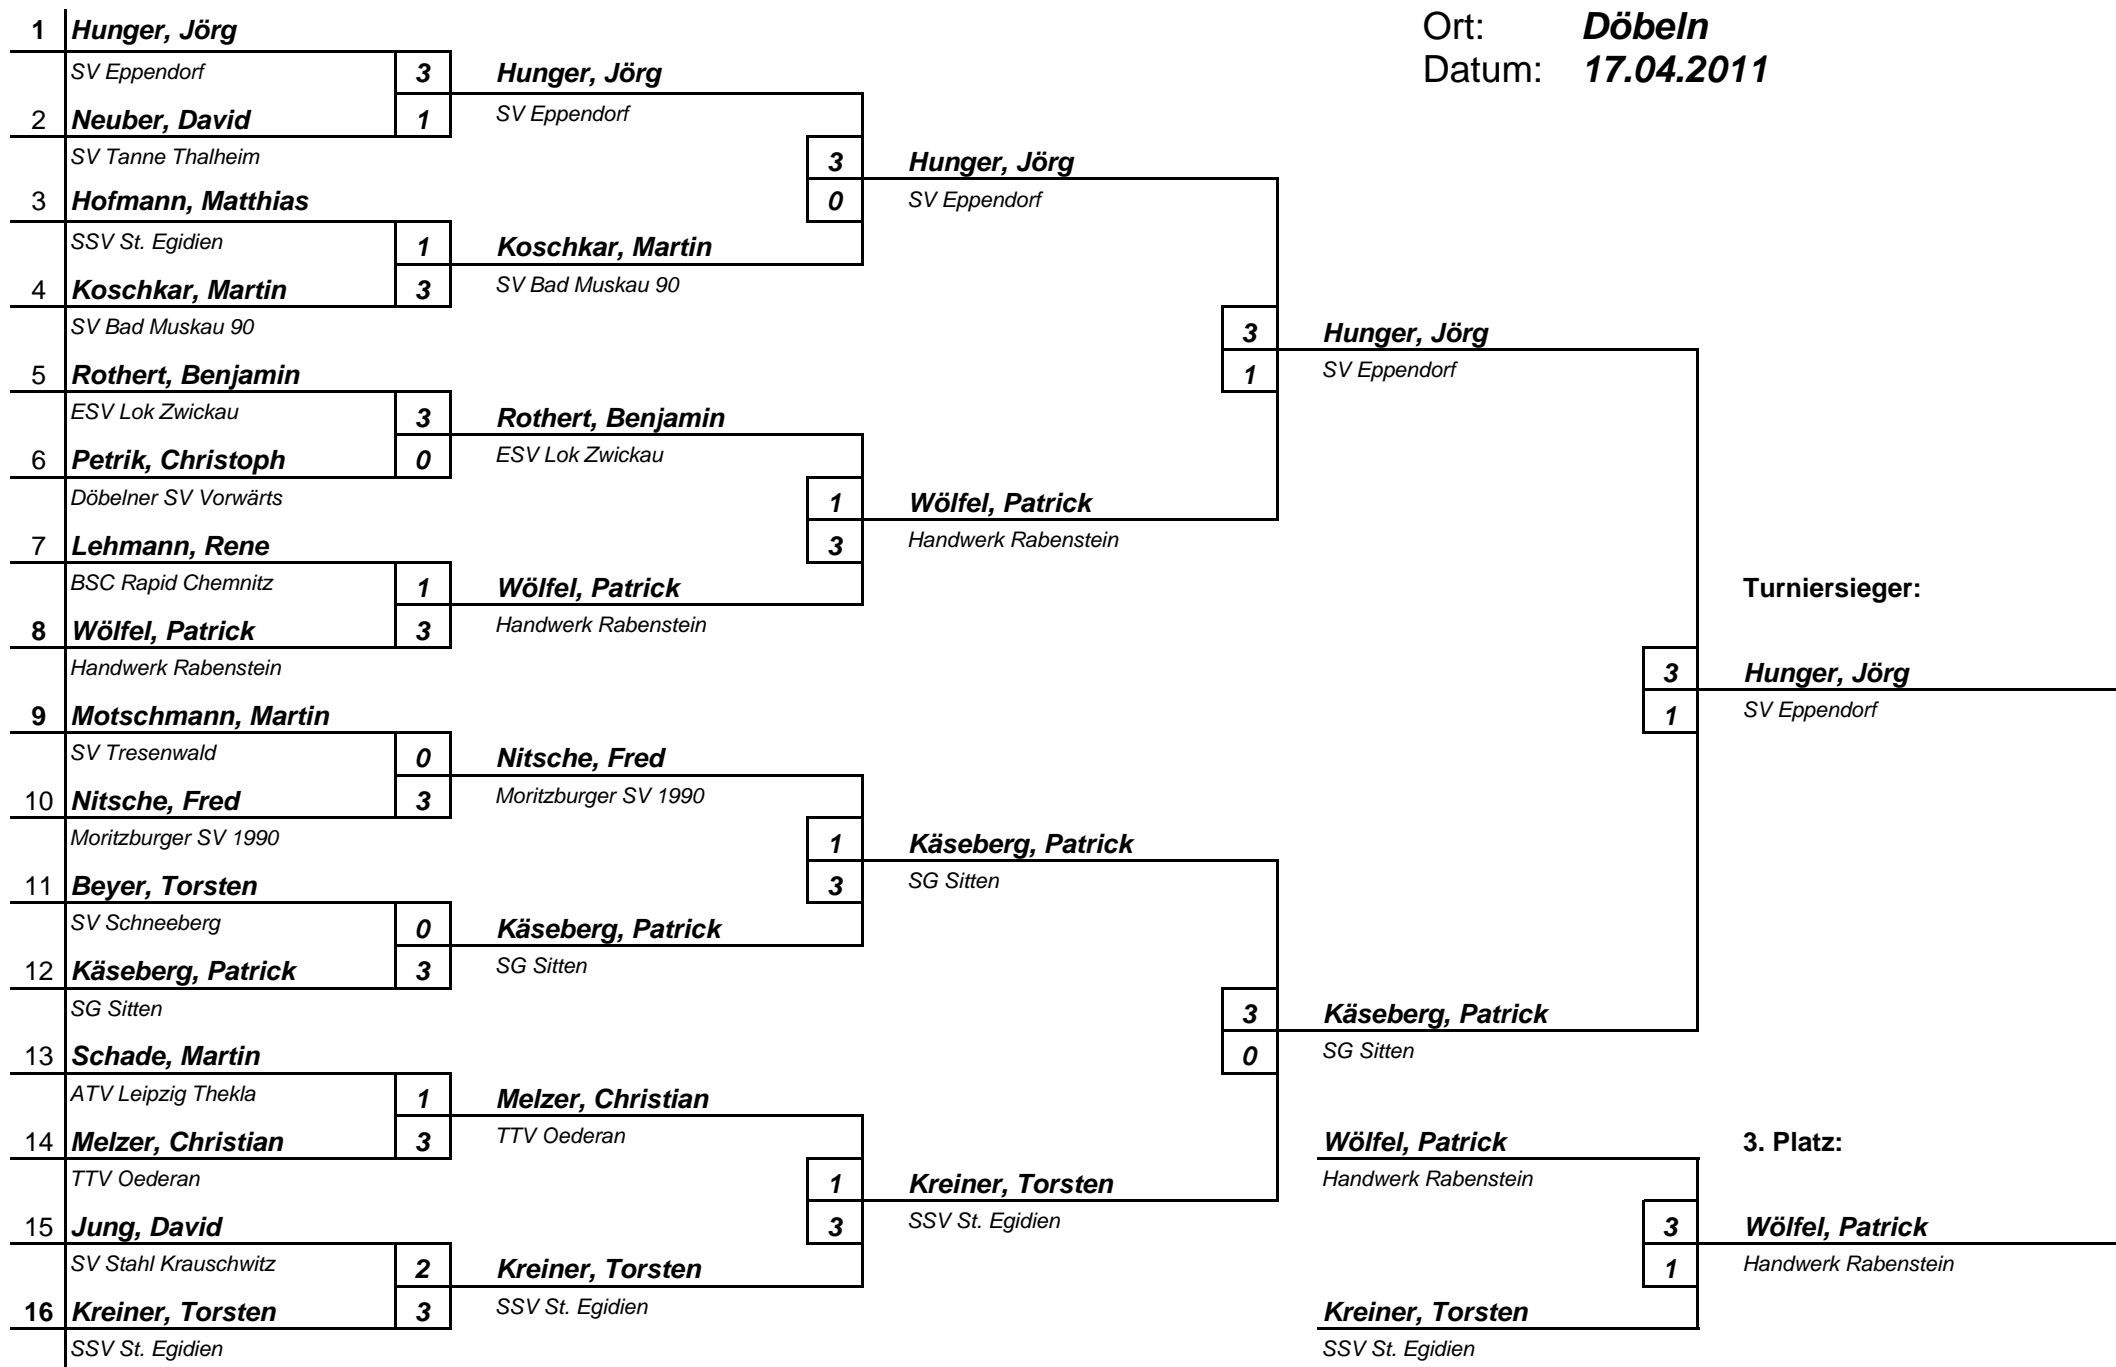 Ort: Döbeln
Datum: 17.04.2011
1 Hunger, Jörg
SV Eppendorf 3 Hunger, Jörg
2 Neuber, David 1 SV Eppendorf
SV Tanne Thalheim 3 Hunger, Jörg
3 Hofmann, Matthias 0 SV Eppendorf
SSV St. Egidien 1 Koschkar, Martin
4 Koschkar, Martin 3 SV Bad Muskau 90
SV Bad Muskau 90 3 Hunger, Jörg
5 Rothert, Benjamin 1 SV Eppendorf
ESV Lok Zwickau 3 Rothert, Benjamin
6 Petrik, Christoph 0 ESV Lok Zwickau
Döbelner SV Vorwärts 1 Wölfel, Patrick
7 Lehmann, Rene 3 Handwerk Rabenstein
BSC Rapid Chemnitz 1 Wölfel, Patrick Turniersieger:
8 Wölfel, Patrick 3 Handwerk Rabenstein
Handwerk Rabenstein 3 Hunger, Jörg
9 Motschmann, Martin 1 SV Eppendorf
SV Tresenwald 0 Nitsche, Fred
10 Nitsche, Fred 3 Moritzburger SV 1990
Moritzburger SV 1990 1 Käseberg, Patrick
11 Beyer, Torsten 3 SG Sitten
SV Schneeberg 0 Käseberg, Patrick
12 Käseberg, Patrick 3 SG Sitten
SG Sitten 3 Käseberg, Patrick
13 Schade, Martin 0 SG Sitten
ATV Leipzig Thekla 1 Melzer, Christian
14 Melzer, Christian 3 TTV Oederan Wölfel, Patrick 3. Platz:
TTV Oederan 1 Kreiner, Torsten Handwerk Rabenstein
15 Jung, David 3 SSV St. Egidien 3 Wölfel, Patrick
SV Stahl Krauschwitz 2 Kreiner, Torsten 1 Handwerk Rabenstein
16 Kreiner, Torsten 3 SSV St. Egidien Kreiner, Torsten
SSV St. Egidien SSV St. Egidien